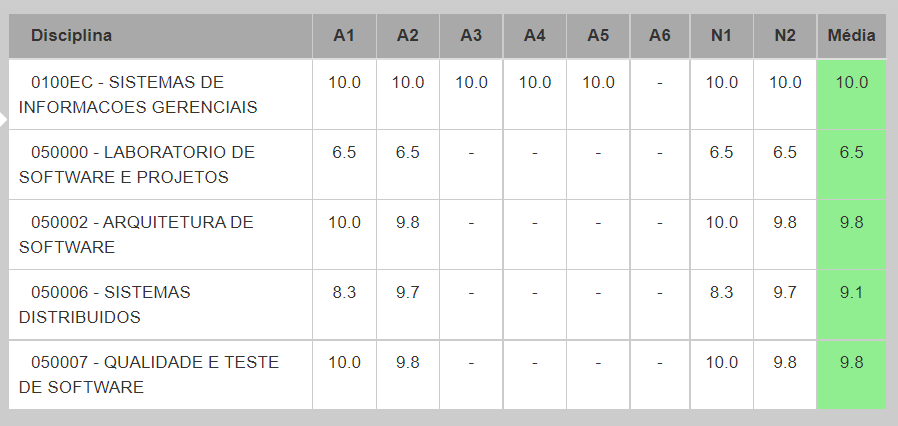 Disciplina A1 A2 A3 A4 A5 A6 N1 N2 Média
0100EC - SISTEMAS DE 10.0 10.0 10.0 10.0 10.0 - 10.0 10.0 10.0
INFORMACOES GERENCIAIS
050000 - LABORATORIO DE 6.5 6.5 - - - - 6.5 6.5 6.5
SOFTWARE E PROJETOS
050002 - ARQUITETURA DE 10.0 9.8 - - - - 10.0 9.8 9.8
SOFTWARE
050006 - SISTEMAS 8.3 9.7 - - - - 8.3 9.7 9.1
DISTRIBUIDOS
050007 - QUALIDADE E TESTE 10.0 9.8 - - - - 10.0 9.8 9.8
DE SOFTWARE